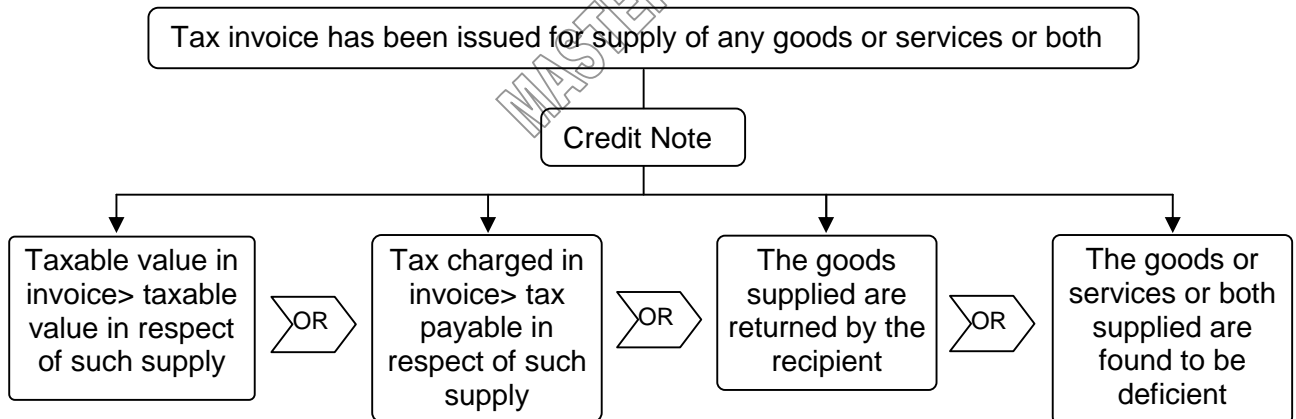 Tax invoice has been issued for supply of any goods or services or both
MASTE
Credit Note
Taxable value in
invoice> taxable
value in respect
of such supply
OR
Tax charged in
invoice> tax
payable in
respect of such
supply
OR
The goods
supplied are
returned by the
recipient
OR
The goods or
services or both
supplied are
found to be
deficient